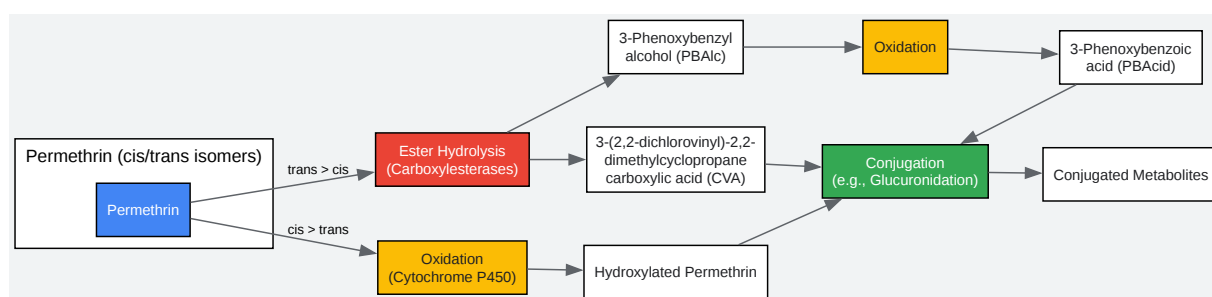 3-Phenoxybenzyl
alcohol (PBAlc)
Oxidation
3-Phenoxybenzoic
acid (PBAcid)
Permethrin (cis/trans isomers)
Permethrin
trans > cis
cis > trans
Ester Hydrolysis
(Carboxylesterases)
3-(2,2-dichlorovinyl)-2,2-
dimethylcyclopropane
carboxylic acid (CVA)
Conjugation
(e.g., Glucuronidation)
Conjugated Metabolites
Oxidation
(Cytochrome P450)
Hydroxylated Permethrin